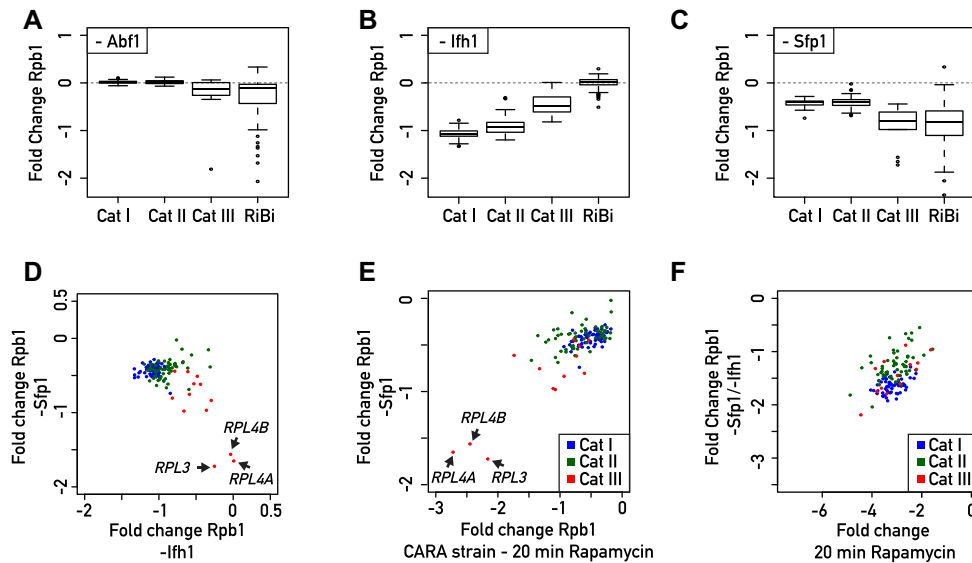 A
- Abf1
Fold Change Rpb1
1
0
-1
-2
Cat I Cat II Cat III RiBi
B
- Ifh1
Fold Change Rpb1
1
0
-1
-2
Cat I Cat II Cat III RiBi
C
- Sfp1
Fold Change Rpb1
1
0
-1
-2
Cat I Cat II Cat III RiBi
D
Fold change Rpb1
-Sfp1
0.5
0
-1
-2
RPL4B
RPL3
RPL4A
-2 -1 0 0.5
Fold change Rpb1
-Ifh1
E
Fold change Rpb1
-Sfp1
0
-1
-2
RPL4B
RPL4A
RPL3
Cat I
Cat II
Cat III
-3 -2 -1 0
Fold change Rpb1
CARA strain - 20 min Rapamycin
F
Fold Change Rpb1
-Sfp1/-Ifh1
0
-1
-2
-3
Cat I
Cat II
Cat III
-6 -4 -2 0
Fold change
20 min Rapamycin